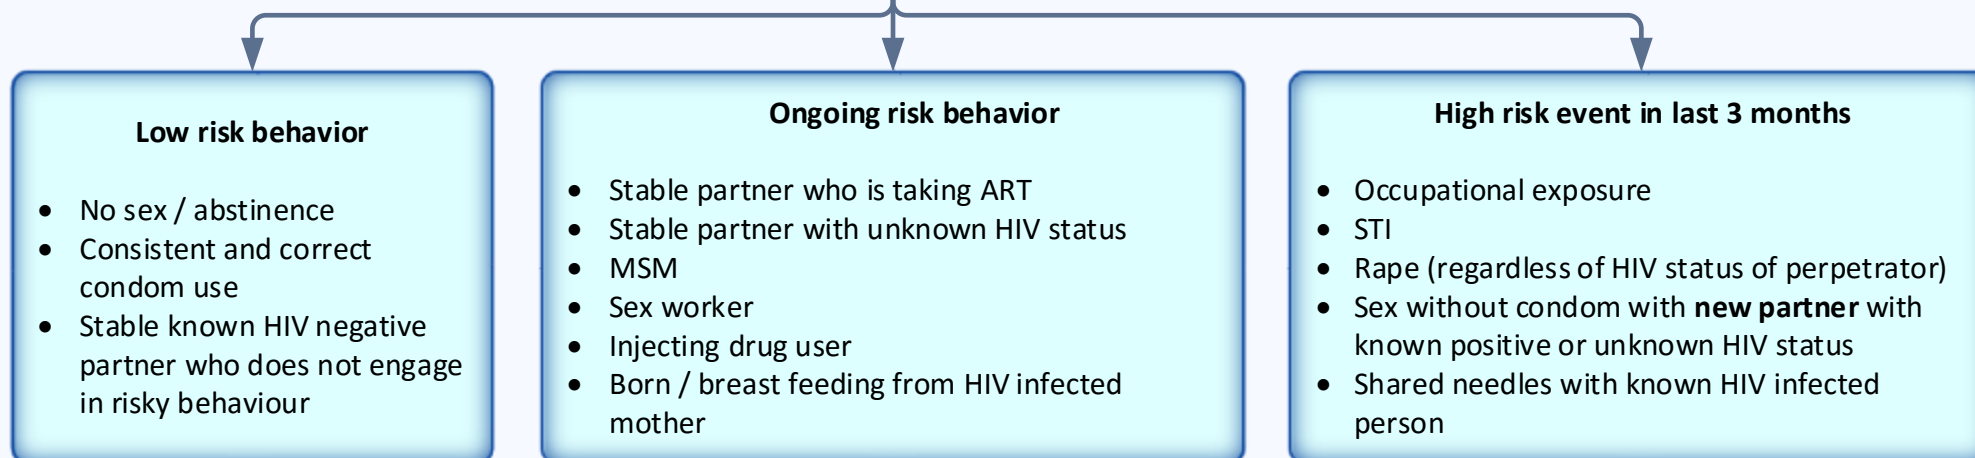 Low risk behavior
• No sex / abstinence
• Consistent and correct
condom use
• Stable known HIV negative
partner who does not engage
in risky behaviour
Ongoing risk behavior
• Stable partner who is taking ART
• Stable partner with unknown HIV status
• MSM
• Sex worker
• Injecting drug user
• Born / breast feeding from HIV infected
mother
High risk event in last 3 months
• Occupational exposure
• STI
• Rape (regardless of HIV status of perpetrator)
• Sex without condom with new partner with
known positive or unknown HIV status
• Shared needles with known HIV infected
person